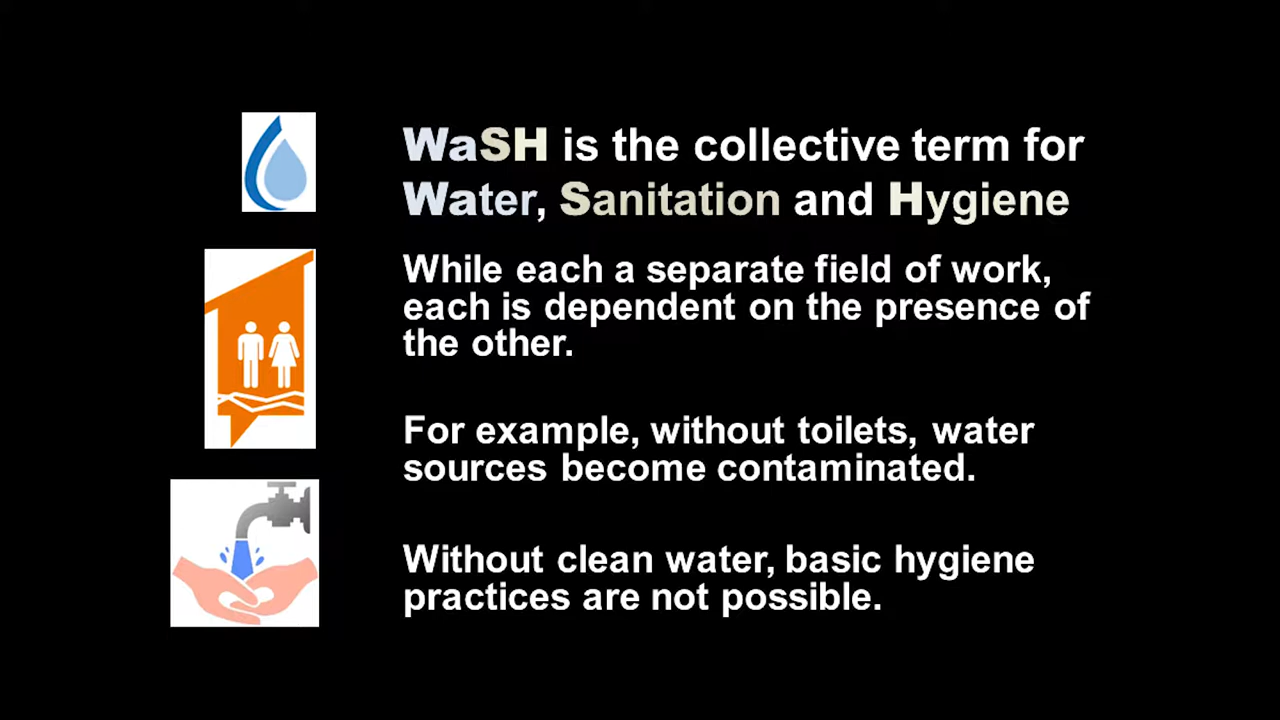 WaSH is the collective term for
Water, Sanitation and Hygiene
While each a separate field of work,
each is dependent on the presence of
the other.
For example, without toilets, water
sources become contaminated.
Without clean water, basic hygiene
practices are not possible.